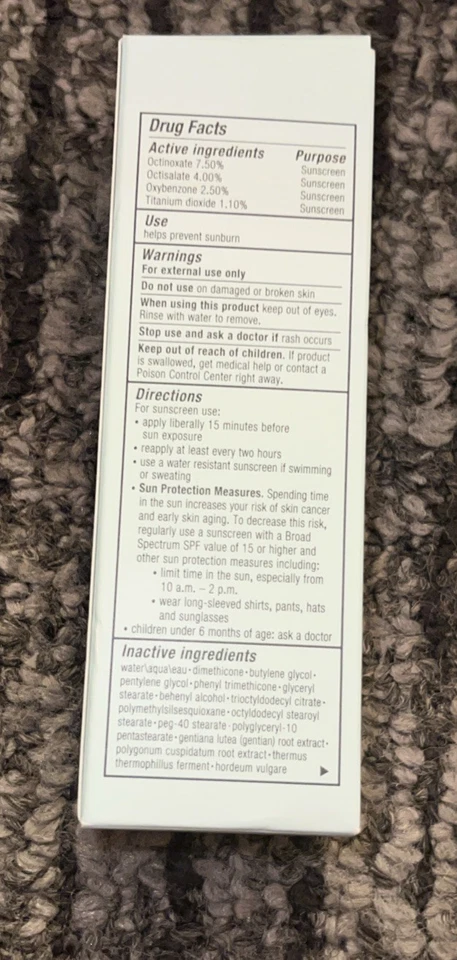 Drug Facts
Active ingredients Purpose
Octinoxate 7.50% Sunscreen
Octisalate 4.00% Sunscreen
Oxybenzone 2.50% Sunscreen
Titanium dioxide 1.10% Sunscreen
Use
helps prevent sunburn
Warnings
For external use only
Do not use on damaged or broken skin
When using this product keep out of eyes.
Rinse with water to remove.
Stop use and ask a doctor if rash occurs
Keep out of reach of children. If product
is swallowed, get medical help or contact a
Poison Control Center right away.
Directions
For sunscreen use:
• apply liberally 15 minutes before
sun exposure
• reapply at least every two hours
• use a water resistant sunscreen if swimming
or sweating
• Sun Protection Measures. Spending time
in the sun increases your risk of skin cancer
and early skin aging. To decrease this risk,
regularly use a sunscreen with a Broad
Spectrum SPF value of 15 or higher and
other sun protection measures including:
• limit time in the sun, especially from
10 a.m. – 2 p.m.
• wear long-sleeved shirts, pants, hats
and sunglasses
• children under 6 months of age: ask a doctor
Inactive ingredients
water\aqua\eau • dimethicone • butylene glycol •
pentylene glycol • phenyl trimethicone • glyceryl
stearate • behenyl alcohol • trioctyldodecyl citrate •
polymethylsilsesquioxane • octyldodecyl stearoyl
stearate • peg-40 stearate • polyglyceryl-10
pentastearate • gentiana lutea (gentian) root extract •
polygonum cuspidatum root extract • thermus
thermophillus ferment • hordeum vulgare